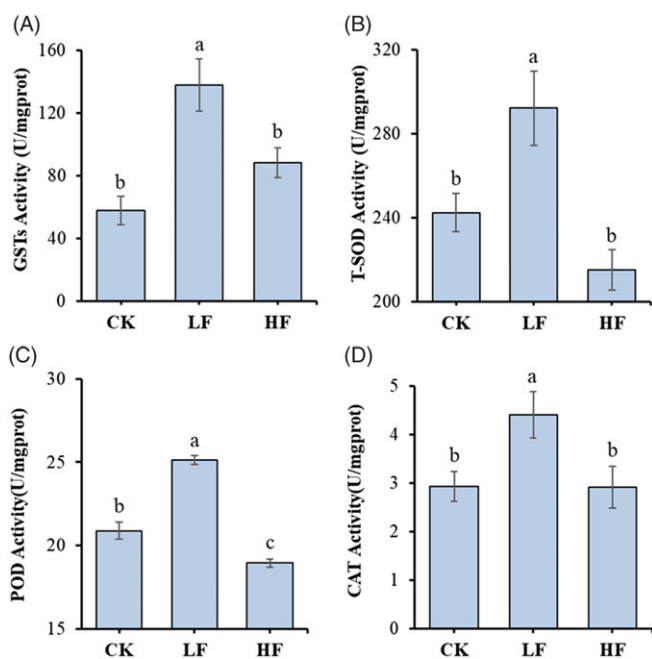 (A)
GSTs Activity (U/mgprot)
160
120
80
40
0
b
a
b
CK LF HF
(B)
T-SOD Activity (U/mgprot)
320
280
240
200
b
a
b
CK LF HF
(C)
POD Activity(U/mgprot)
30
25
20
15
b
a
c
CK LF HF
(D)
CAT Activity(U/mgprot)
5
4
3
2
1
0
b
a
b
CK LF HF